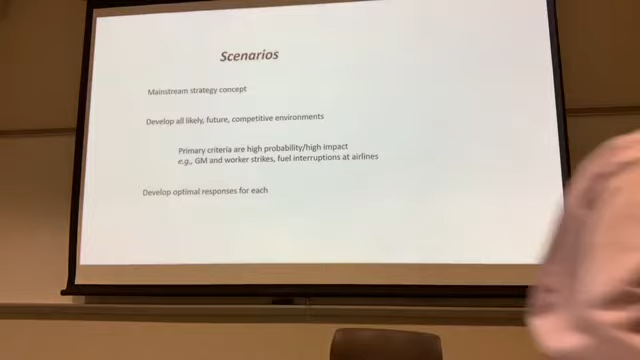 Scenarios
Mainstream strategy concept
Develop all likely, future, competitive environments
Primary criteria are high probability/high impact
e.g., GM and worker strikes, fuel interruptions at airlines
Develop optimal responses for each